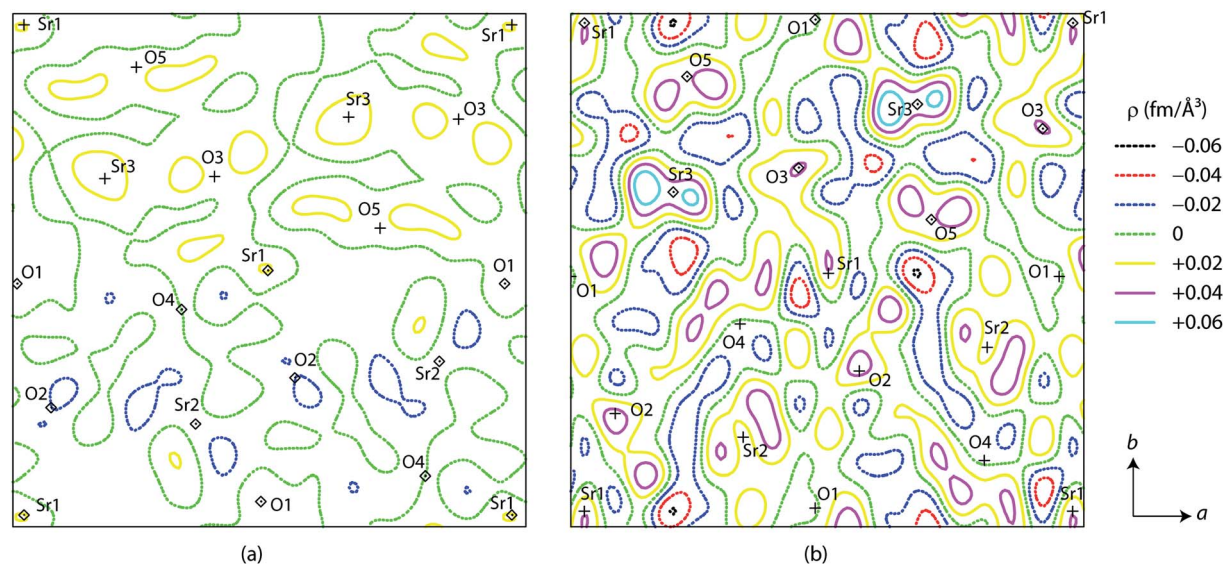 Sr1
Sr1
O5
Sr3
O3
O3
Sr3
O5
Sr1
O1
O1
O4
O2
Sr2
O2
Sr2
O4
O1
Sr1
Sr1
(a)
O1
Sr1
Sr1
O5
Sr3
O3
O3
Sr3
O5
Sr1
O1
O1
Sr2
O4
O2
O2
O4
Sr2
Sr1
O1
Sr1
(b)
ρ (fm/Å³)
−0.06
−0.04
−0.02
0
+0.02
+0.04
+0.06
b
a